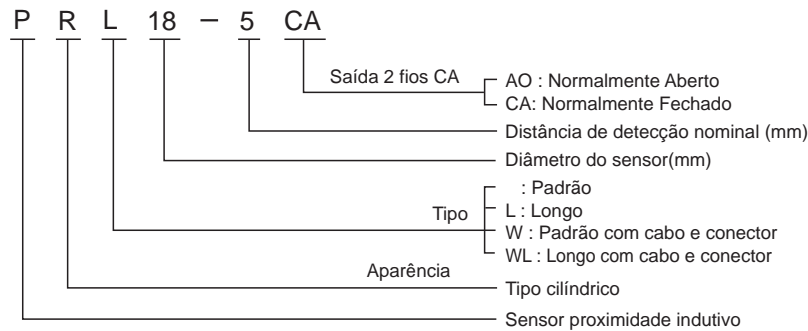 P R L 18 – 5 CA
Saída 2 fios CA
AO : Normalmente Aberto
CA: Normalmente Fechado
Distância de detecção nominal (mm)
Diâmetro do sensor(mm)
Tipo
: Padrão
L : Longo
W : Padrão com cabo e conector
WL : Longo com cabo e conector
Aparência
Tipo cilíndrico
Sensor proximidade indutivo